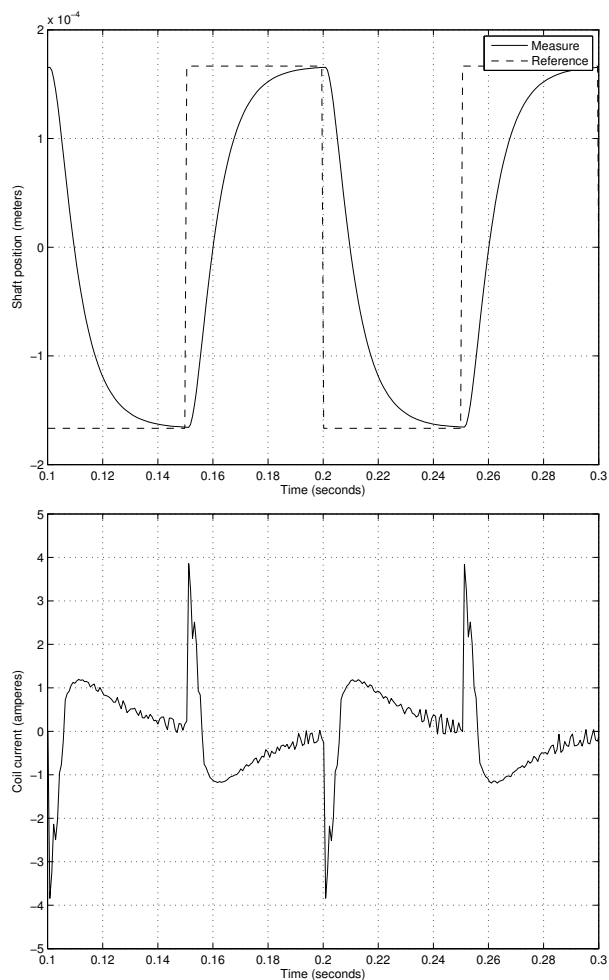 x 10⁻⁴
2
1
0
−1
−2
Shaft position (meters)
Measure
Reference
0.1 0.12 0.14 0.16 0.18 0.2 0.22 0.24 0.26 0.28 0.3
Time (seconds)
5
4
3
2
1
0
−1
−2
−3
−4
−5
Coil current (amperes)
0.1 0.12 0.14 0.16 0.18 0.2 0.22 0.24 0.26 0.28 0.3
Time (seconds)